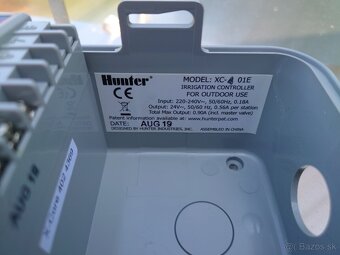 Hunter®
MODEL: XC- 01E
IRRIGATION CONTROLLER
FOR OUTDOOR USE
CE
Input: 220-240V~, 50/60Hz, 0.18A
Output: 24V~, 50/60 Hz, 0.56A per station
Total Max Output: 0.90A (incl. master valve)
Patent information available at: www.hunterpat.com
DATE: AUG 19
DESIGNED BY HUNTER INDUSTRIES, INC. ASSEMBLED IN CHINA
AUG 19
© Bazos.sk